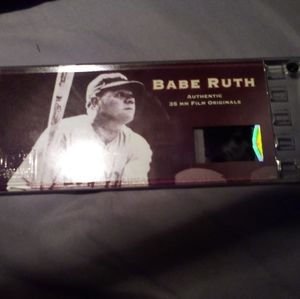 BABE RUTH
AUTHENTIC
35 MM FILM ORIGINALS